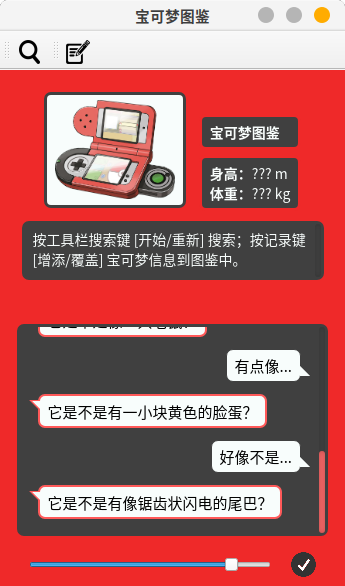 宝可梦图鉴
宝可梦图鉴
身高：??? m
体重：??? kg
按工具栏搜索键 [开始/重新] 搜索；按记录键
[增添/覆盖] 宝可梦信息到图鉴中。
有点像...
它是不是有一小块黄色的脸蛋？
好像不是...
它是不是有像锯齿状闪电的尾巴？